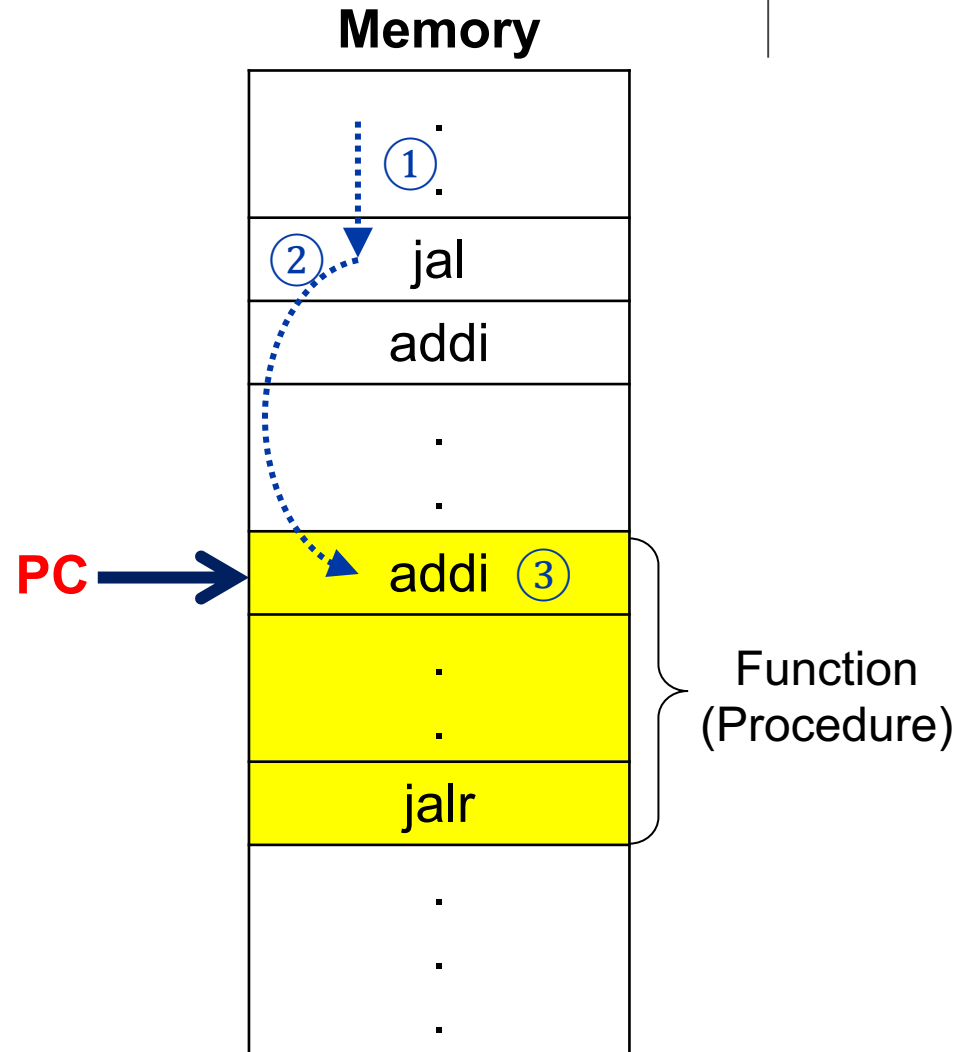 Memory
.
①
.
② jal
addi
.
.
PC addi ③
.
.
Function
(Procedure)
jalr
.
.
.